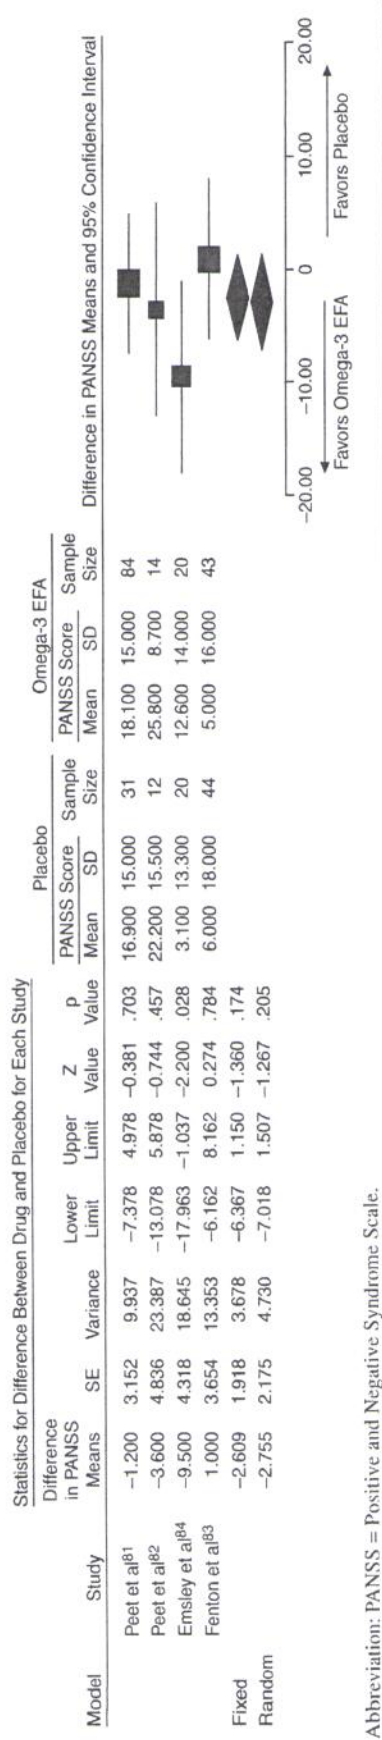 Statistics for Difference Between Drug and Placebo for Each Study
Placebo Omega-3 EFA
Difference in PANSS Means and 95% Confidence Interval
Difference
in PANSS Lower Upper Z p PANSS Score Sample PANSS Score Sample
Model Study Means SE Variance Limit Limit Value Value Mean SD Size Mean SD Size
Peet et al81 −1.200 3.152 9.937 −7.378 4.978 −0.381 .703 16.900 15.000 31 18.100 15.000 84
Peet et al82 −3.600 4.836 23.387 −13.078 5.878 −0.744 .457 22.200 15.500 12 25.800 8.700 14
Emsley et al84 −9.500 4.318 18.645 −17.963 −1.037 −2.200 .028 3.100 13.300 20 12.600 14.000 20
Fenton et al83 1.000 3.654 13.353 −6.162 8.162 0.274 .784 6.000 18.000 44 5.000 16.000 43
Fixed −2.609 1.918 3.678 −6.367 1.150 −1.360 .174
Random −2.755 2.175 4.730 −7.018 1.507 −1.267 .205
−20.00 −10.00 0 10.00 20.00
Favors Omega-3 EFA Favors Placebo
Abbreviation: PANSS = Positive and Negative Syndrome Scale.